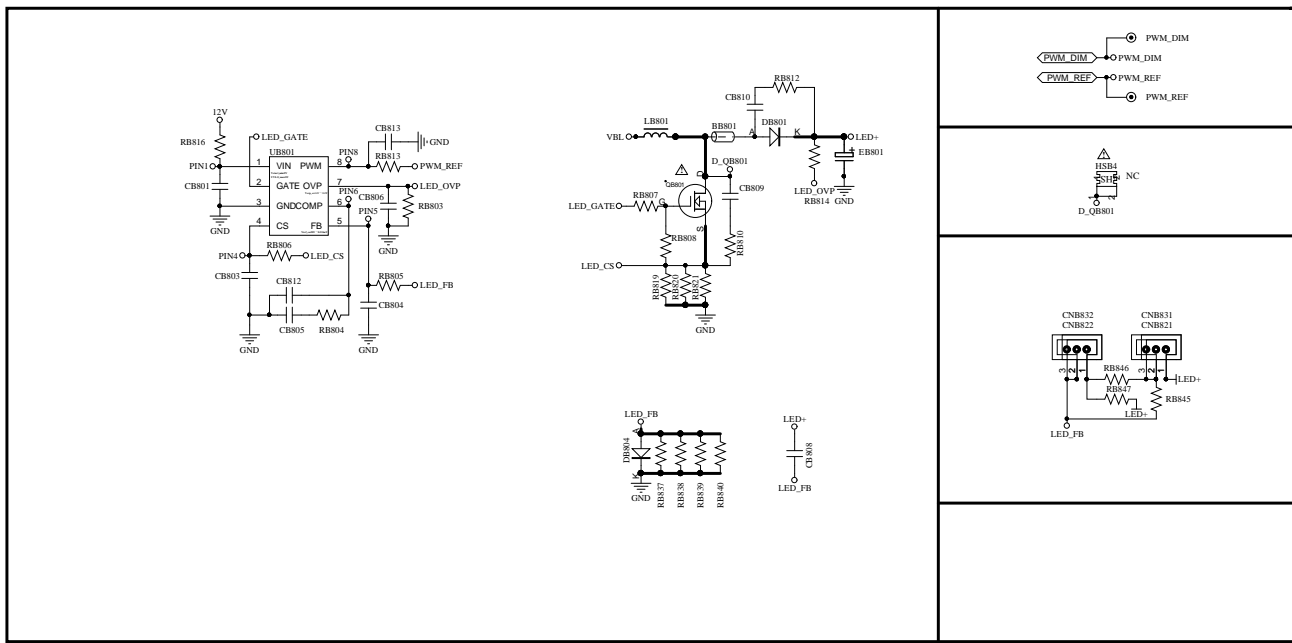 12V
RB816
LED_GATE
UB801
PIN1
1
VIN
PWM
8
PIN8
CB813
GND
RB813
PWM_REF
CB801
2
GATE
OVP
7
LED_OVP
PIN6
CB806
RB803
3
GND
COMP
6
PIN5
GND
4
CS
FB
5
GND
PIN4
RB806
LED_CS
CB803
CB812
CB805
RB804
RB805
LED_FB
CB804
GND
GND
VBL
LB801
BB801
CB810
RB812
A
DB801
K
LED+
EB801
D
D_QB801
LED_OVP
RB814
GND
QB801
CB809
LED_GATE
RB807
G
S
RB808
RB810
LED_CS
RB819
RB820
RB821
GND
LED_FB
A
DB804
K
GND
RB837
RB838
RB839
RB840
LED+
CB808
LED_FB
PWM_DIM
PWM_DIM
PWM_DIM
PWM_REF
PWM_REF
PWM_REF
HSB4
SH
NC
1
2
D_QB801
CNB832
CNB822
CNB831
CNB821
3
2
1
3
2
1
RB846
LED+
RB847
LED+
RB845
LED_FB